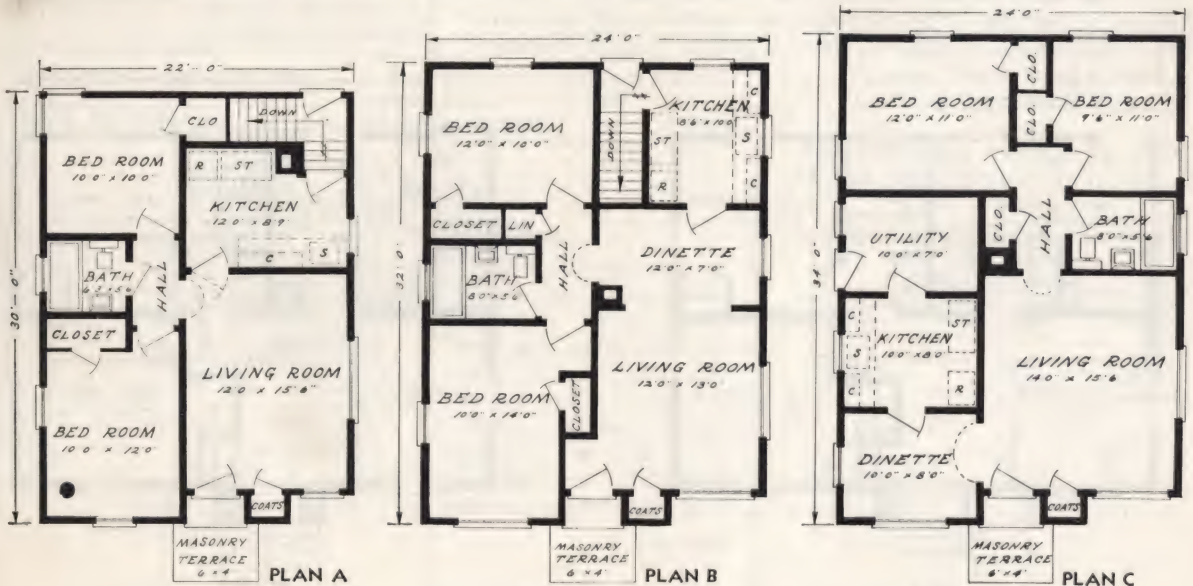 22'-0"
30'-0"
CLO
DOWN
BED ROOM
10'0" x 10'0"
R
ST
KITCHEN
12'0" x 8'9"
C
S
BATH
6'3" x 5'6"
HALL
CLOSET
LIVING ROOM
12'0" x 15'6"
BED ROOM
10'0" x 12'0"
COATS
MASONRY
TERRACE
6' x 4'
PLAN A
24'0"
32'0"
BED ROOM
12'0" x 10'0"
DOWN
KITCHEN
8'6" x 10'0"
C
ST
S
R
C
CLOSET
LIN
HALL
DINETTE
12'0" x 7'0"
BATH
8'0" x 5'6"
LIVING ROOM
12'0" x 13'0"
BED ROOM
10'0" x 14'0"
CLOSET
COATS
MASONRY
TERRACE
6' x 4'
PLAN B
24'0"
34'0"
CLO.
BED ROOM
12'0" x 11'0"
CLO.
BED ROOM
9'6" x 11'0"
CLO.
HALL
BATH
8'0" x 5'6"
UTILITY
10'0" x 7'0"
C
ST
KITCHEN
10'0" x 8'0"
S
C
R
LIVING ROOM
14'0" x 15'6"
DINETTE
10'0" x 8'0"
COATS
MASONRY
TERRACE
6' x 4'
PLAN C